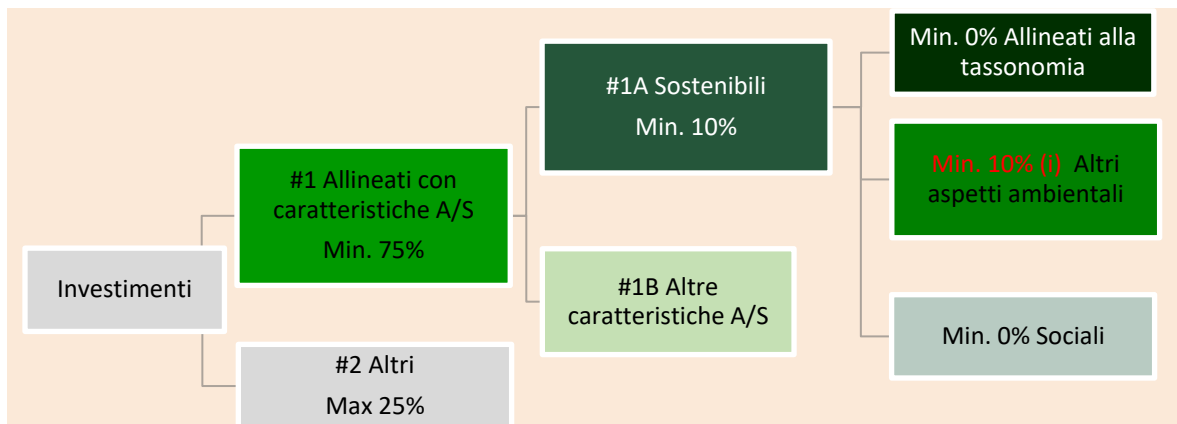 Investimenti
#1 Allineati con
caratteristiche A/S
Min. 75%
#2 Altri
Max 25%
#1A Sostenibili
Min. 10%
#1B Altre
caratteristiche A/S
Min. 0% Allineati alla
tassonomia
Min. 10% (i) Altri
aspetti ambientali
Min. 0% Sociali